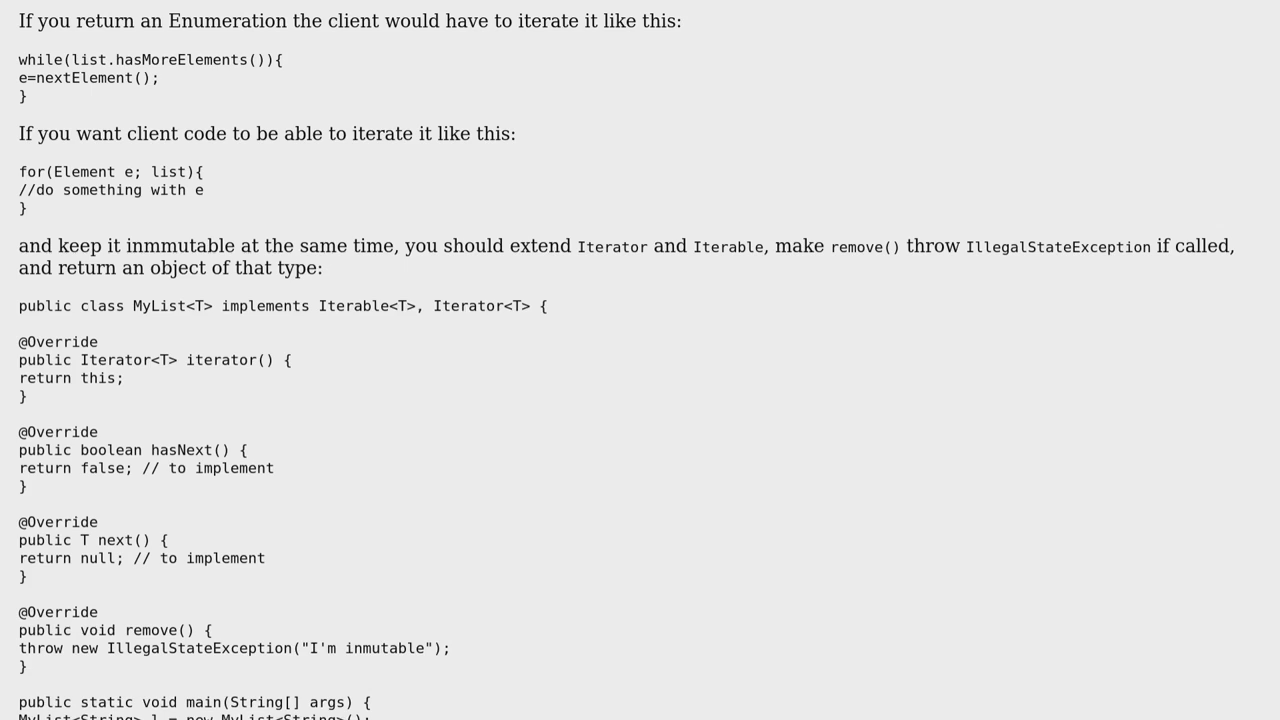 If you return an Enumeration the client would have to iterate it like this:
while(list.hasMoreElements()){
e=nextElement();
}
If you want client code to be able to iterate it like this:
for(Element e; list){
//do something with e
}
and keep it inmmutable at the same time, you should extend Iterator and Iterable, make remove() throw IllegalStateException if called,
and return an object of that type:
public class MyList<T> implements Iterable<T>, Iterator<T> {
@Override
public Iterator<T> iterator() {
return this;
}
@Override
public boolean hasNext() {
return false; // to implement
}
@Override
public T next() {
return null; // to implement
}
@Override
public void remove() {
throw new IllegalStateException("I'm inmutable");
}
public static void main(String[] args) {
MyList<String> l = new MyList<String>();